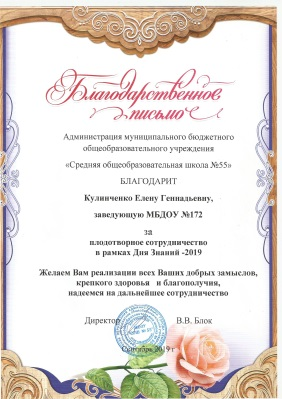 Благодарственное
письмо
Администрация муниципального бюджетного
общеобразовательного учреждения
«Средняя общеобразовательная школа №55»
БЛАГОДАРИТ
Кулинченко Елену Геннадьевну,
заведующую МБДОУ №172
за
плодотворное сотрудничество
в рамках Дня Знаний -2019
Желаем Вам реализации всех Ваших добрых замыслов,
крепкого здоровья и благополучия,
надеемся на дальнейшее сотрудничество
Директор В.В. Блок
Сентябрь 2019 г